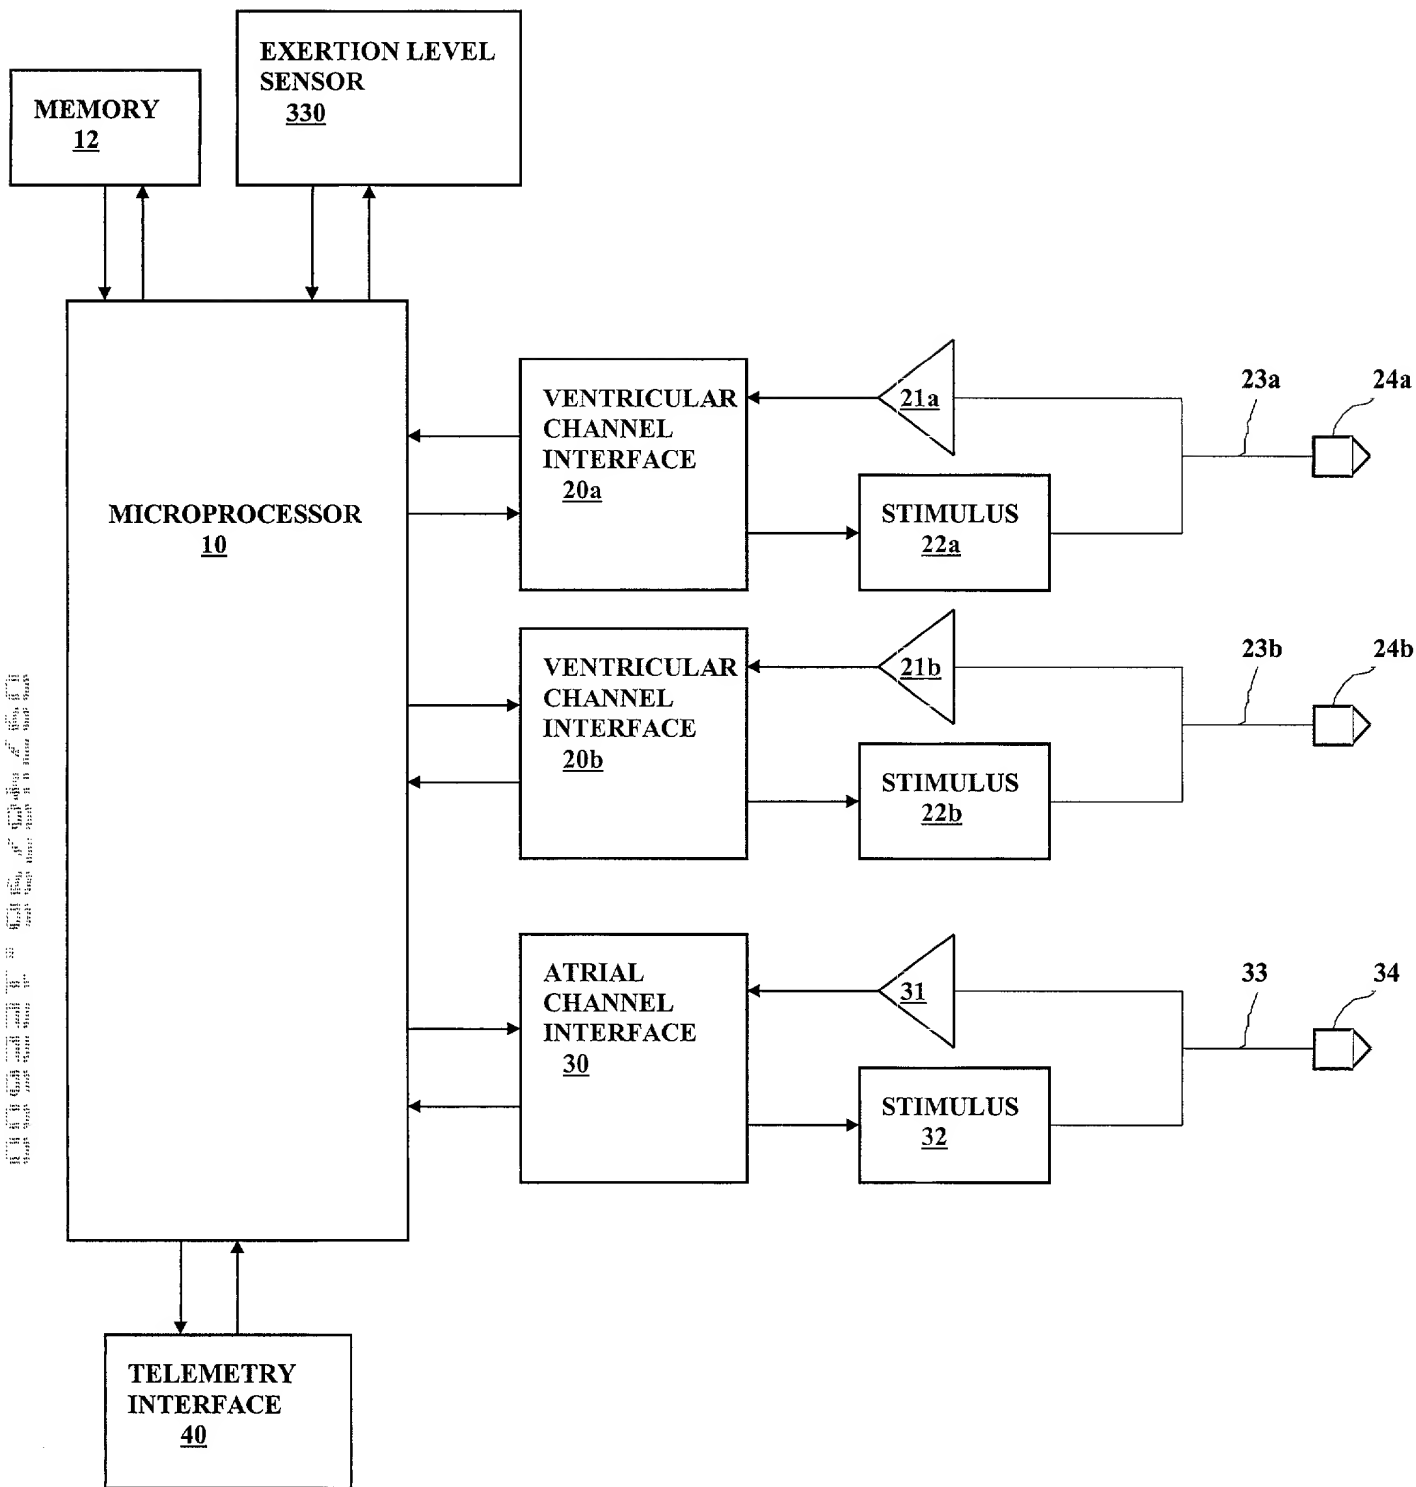 EXERTION LEVEL
SENSOR
330
MEMORY
12
MICROPROCESSOR
10
VENTRICULAR
CHANNEL
INTERFACE
20a
21a
STIMULUS
22a
23a
24a
VENTRICULAR
CHANNEL
INTERFACE
20b
21b
STIMULUS
22b
23b
24b
ATRIAL
CHANNEL
INTERFACE
30
31
STIMULUS
32
33
34
TELEMETRY
INTERFACE
40